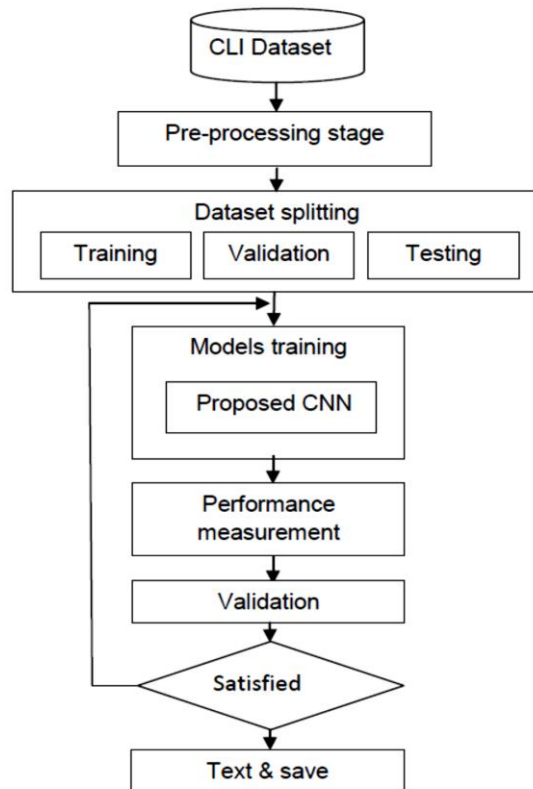 CLI Dataset
Pre-processing stage
Dataset splitting
Training Validation Testing
Models training
Proposed CNN
Performance
measurement
Validation
Satisfied
Text & save